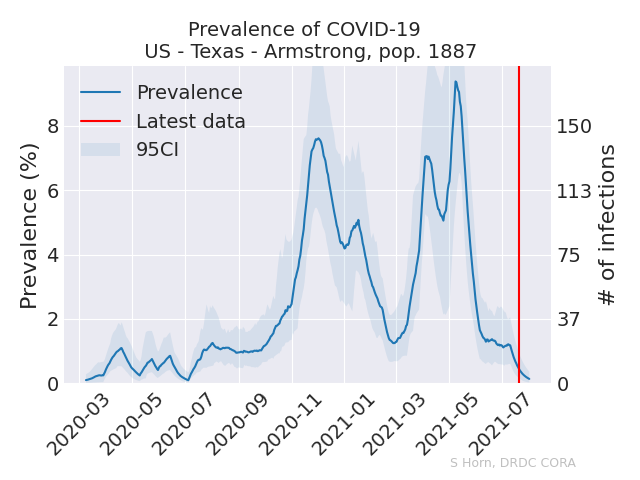 Prevalence of COVID-19
US - Texas - Armstrong, pop. 1887
Prevalence
Latest data
95CI
Prevalence (%)
8
6
4
2
0
# of infections
150
113
75
37
0
2020-03
2020-05
2020-07
2020-09
2020-11
2021-01
2021-03
2021-05
2021-07
S Horn, DRDC CORA